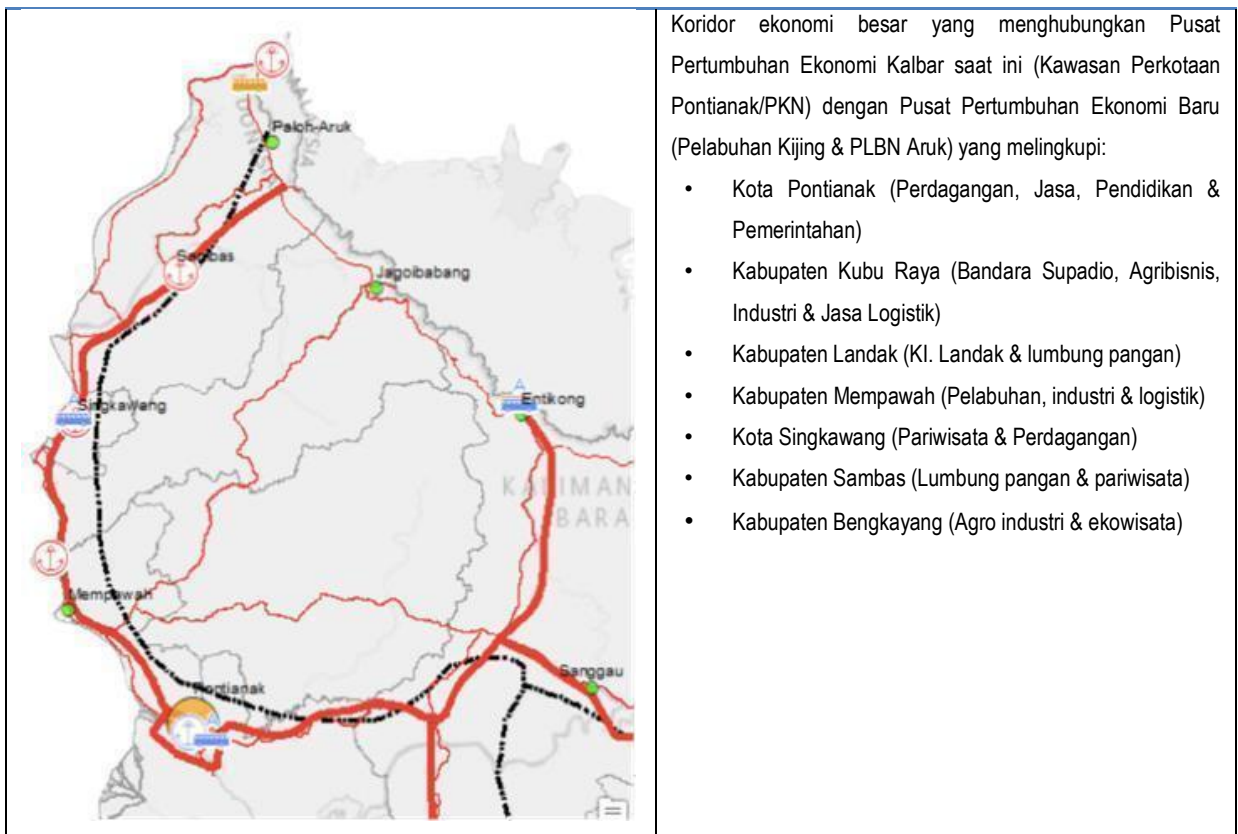 Paloh-Aruk
Sambas
Jagoibabang
Singkawang
Entikong
KALIMAN
BARA
Mempawah
Sanggau
Pontianak
Koridor ekonomi besar yang menghubungkan Pusat
Pertumbuhan Ekonomi Kalbar saat ini (Kawasan Perkotaan
Pontianak/PKN) dengan Pusat Pertumbuhan Ekonomi Baru
(Pelabuhan Kijing & PLBN Aruk) yang melingkupi:
• Kota Pontianak (Perdagangan, Jasa, Pendidikan &
Pemerintahan)
• Kabupaten Kubu Raya (Bandara Supadio, Agribisnis,
Industri & Jasa Logistik)
• Kabupaten Landak (KI. Landak & lumbung pangan)
• Kabupaten Mempawah (Pelabuhan, industri & logistik)
• Kota Singkawang (Pariwisata & Perdagangan)
• Kabupaten Sambas (Lumbung pangan & pariwisata)
• Kabupaten Bengkayang (Agro industri & ekowisata)